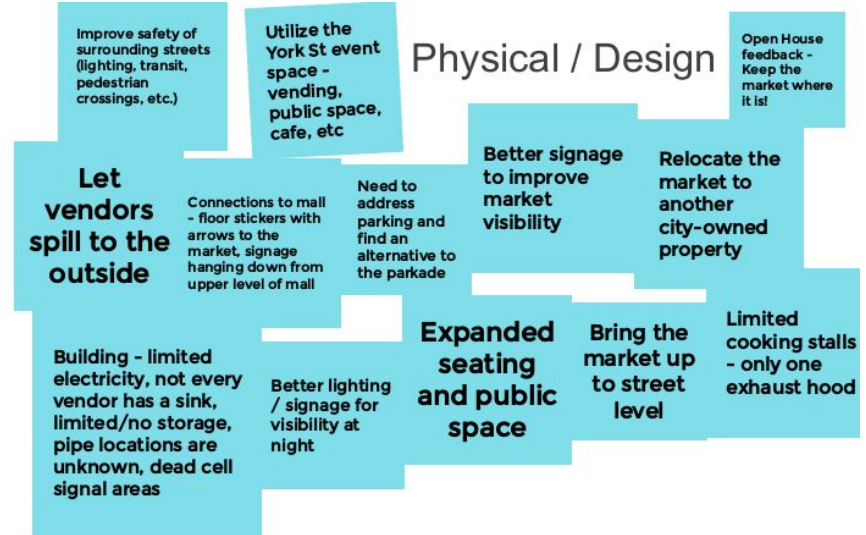 Physical / Design
Improve safety of
surrounding streets
(lighting, transit,
pedestrian
crossings, etc.)
Utilize the
York St event
space -
vending,
public space,
cafe, etc
Open House
feedback -
Keep the
market where
it is!
Let
vendors
spill to the
outside
Connections to mall
- floor stickers with
arrows to the
market, signage
hanging down from
upper level of mall
Need to
address
parking and
find an
alternative to
the parkade
Better signage
to improve
market
visibility
Relocate the
market to
another
city-owned
property
Building - limited
electricity, not every
vendor has a sink,
limited/no storage,
pipe locations are
unknown, dead cell
signal areas
Better lighting
/ signage for
visibility at
night
Expanded
seating
and public
space
Bring the
market up
to street
level
Limited
cooking stalls
- only one
exhaust hood